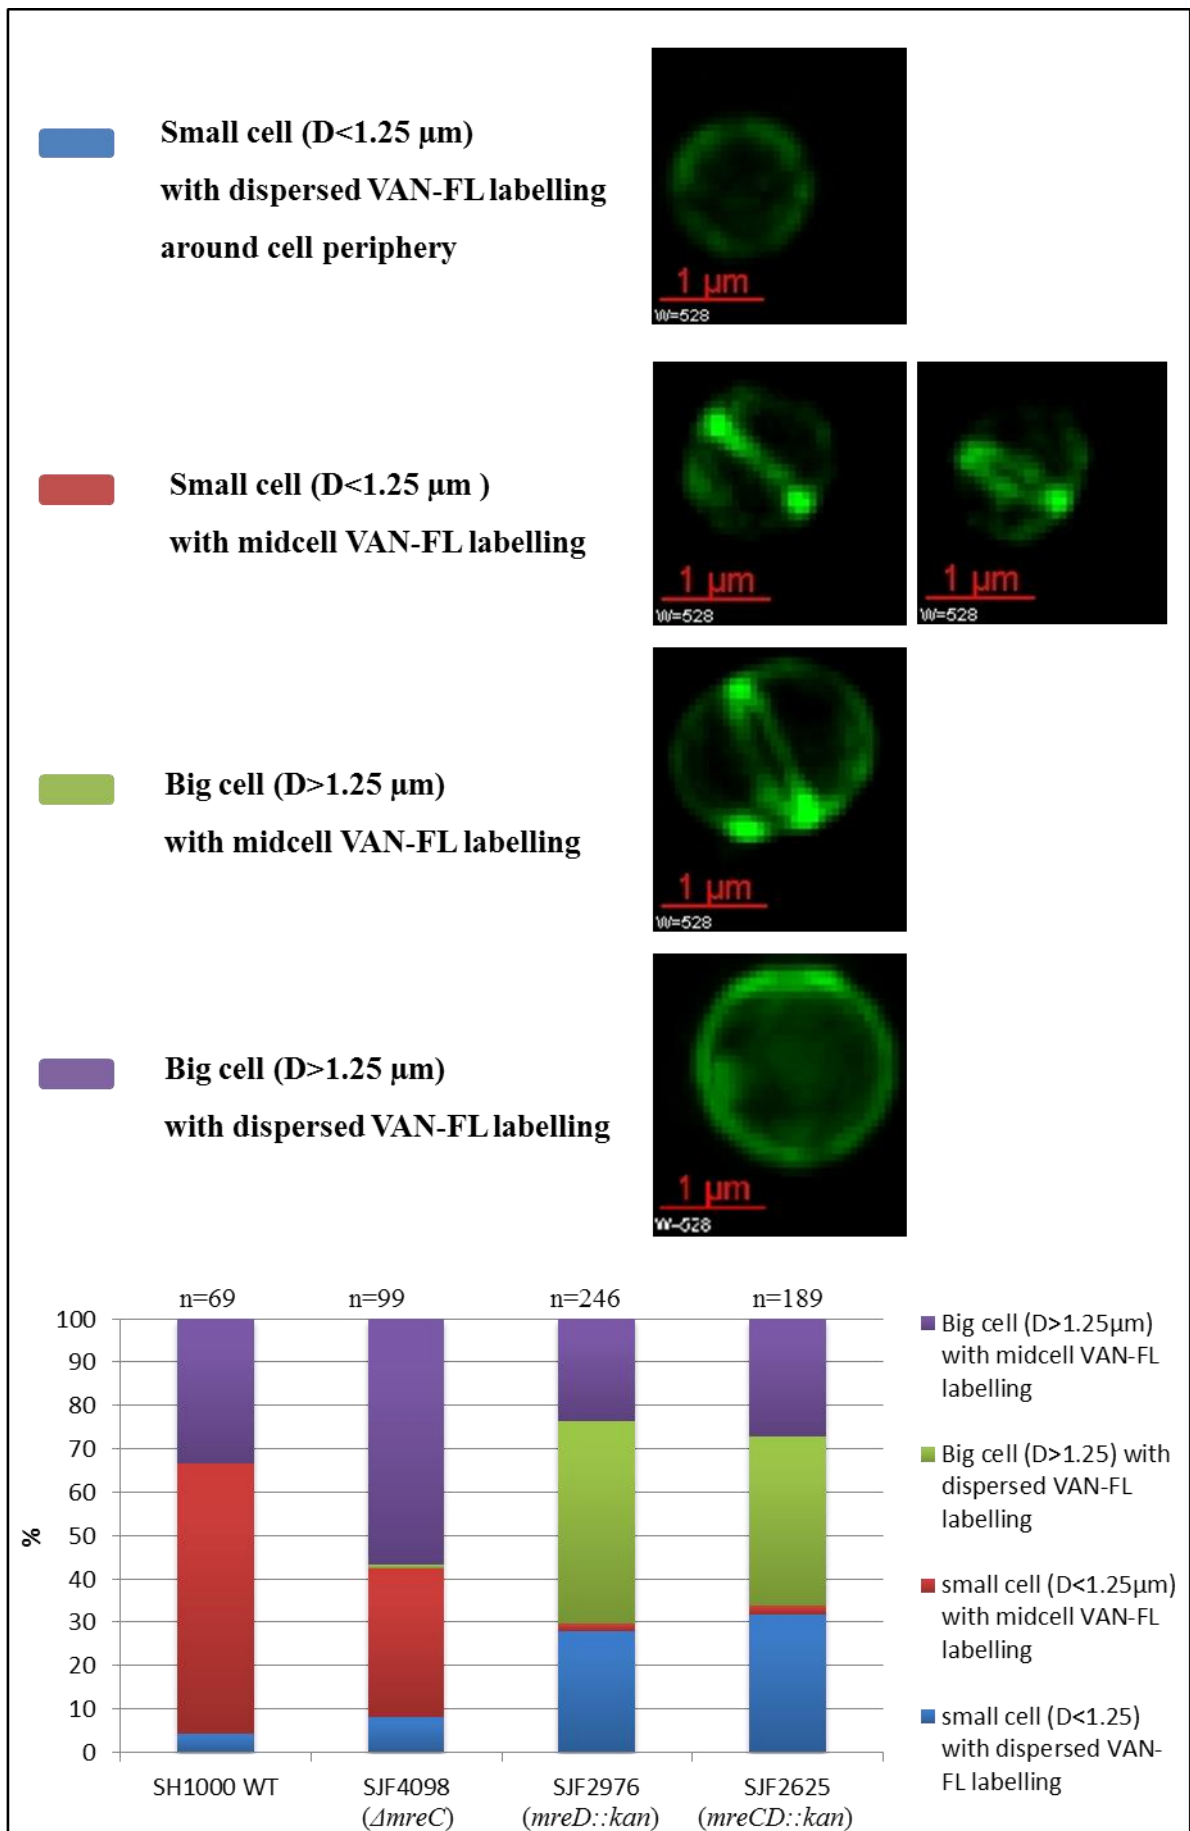 Small cell (D<1.25 μm)
with dispersed VAN-FL labelling
around cell periphery
1 μm
W=528
Small cell (D<1.25 μm )
with midcell VAN-FL labelling
1 μm
W=528
1 μm
W=528
Big cell (D>1.25 μm)
with midcell VAN-FL labelling
1 μm
W=528
Big cell (D>1.25 μm)
with dispersed VAN-FL labelling
1 μm
W=528
n=69
n=99
n=246
n=189
100
90
80
70
60
50
40
30
20
10
0
%
SH1000 WT
SJF4098
(ΔmreC)
SJF2976
(mreD::kan)
SJF2625
(mreCD::kan)
Big cell (D>1.25μm)
with midcell VAN-FL
labelling
Big cell (D>1.25) with
dispersed VAN-FL
labelling
small cell (D<1.25μm)
with midcell VAN-FL
labelling
small cell (D<1.25)
with dispersed VAN-
FL labelling